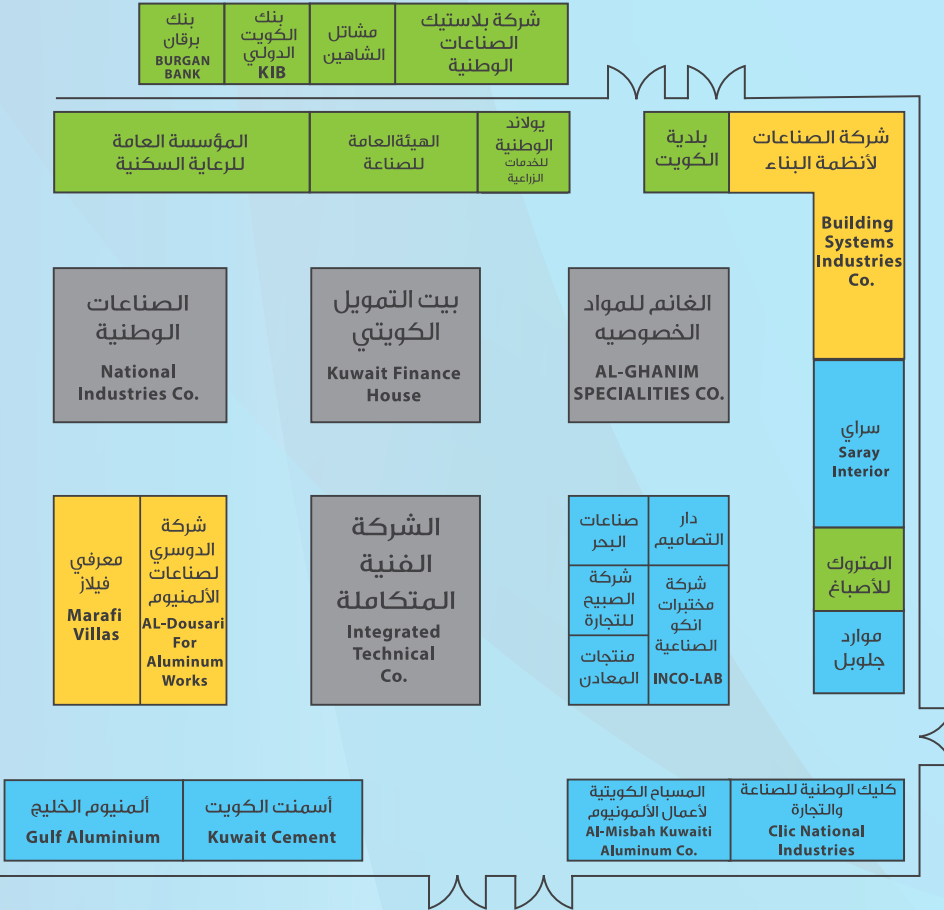 بنك
برقان
BURGAN
BANK
بنك
الكويت
الدولي
KIB
مشاتل
الشاهين
شركة بلاستيك
الصناعات
الوطنية
المؤسسة العامة
للرعاية السكنية
الهيئةالعامة
للصناعة
يولاند
الوطنية
للخدمات
الزراعية
بلدية
الكويت
شركة الصناعات
لأنظمة البناء
Building
Systems
Industries
Co.
الصناعات
الوطنية
National
Industries Co.
بيت التمويل
الكويتي
Kuwait Finance
House
الغانم للمواد
الخصوصيه
AL-GHANIM
SPECIALITIES CO.
سراي
Saray
Interior
معرفي
فيلاز
Marafi
Villas
شركة
الدوسري
لصناعات
الألمنيوم
AL-Dousari
For
Aluminum
Works
الشركة
الفنية
المتكاملة
Integrated
Technical
Co.
صناعات
البحر
دار
التصاميم
شركة
الصبيح
للتجارة
شركة
مختبرات
انكو
الصناعية
INCO-LAB
منتجات
المعادن
المتروك
للأصباغ
موارد
جلوبل
ألمنيوم الخليج
Gulf Aluminium
أسمنت الكويت
Kuwait Cement
المسباح الكويتية
لأعمال الألمونيوم
Al-Misbah Kuwaiti
Aluminum Co.
كليك الوطنية للصناعة
والتجارة
Clic National
Industries